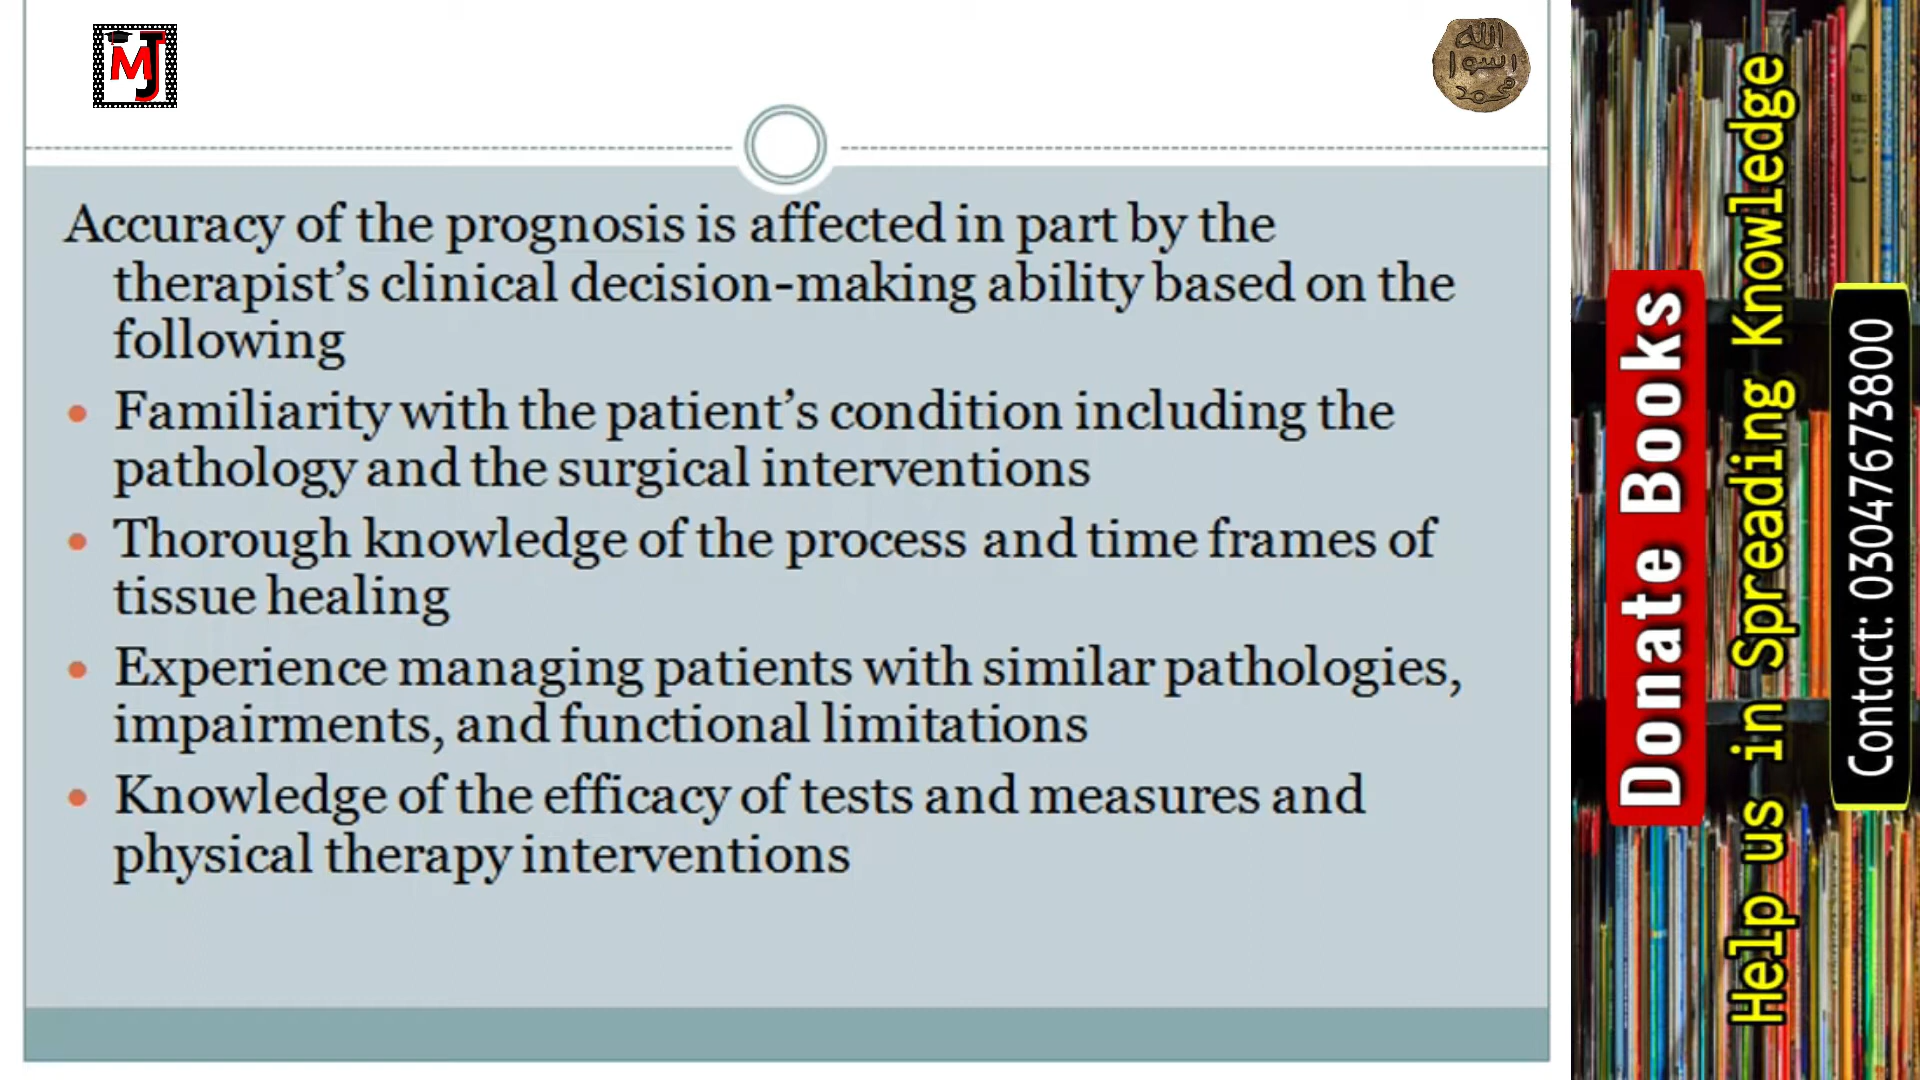 MJ
الله
رسول
محمد
Accuracy of the prognosis is affected in part by the
therapist's clinical decision-making ability based on the
following
• Familiarity with the patient's condition including the
pathology and the surgical interventions
• Thorough knowledge of the process and time frames of
tissue healing
• Experience managing patients with similar pathologies,
impairments, and functional limitations
• Knowledge of the efficacy of tests and measures and
physical therapy interventions
Donate Books
Help us in Spreading Knowledge
Contact: 03047673800